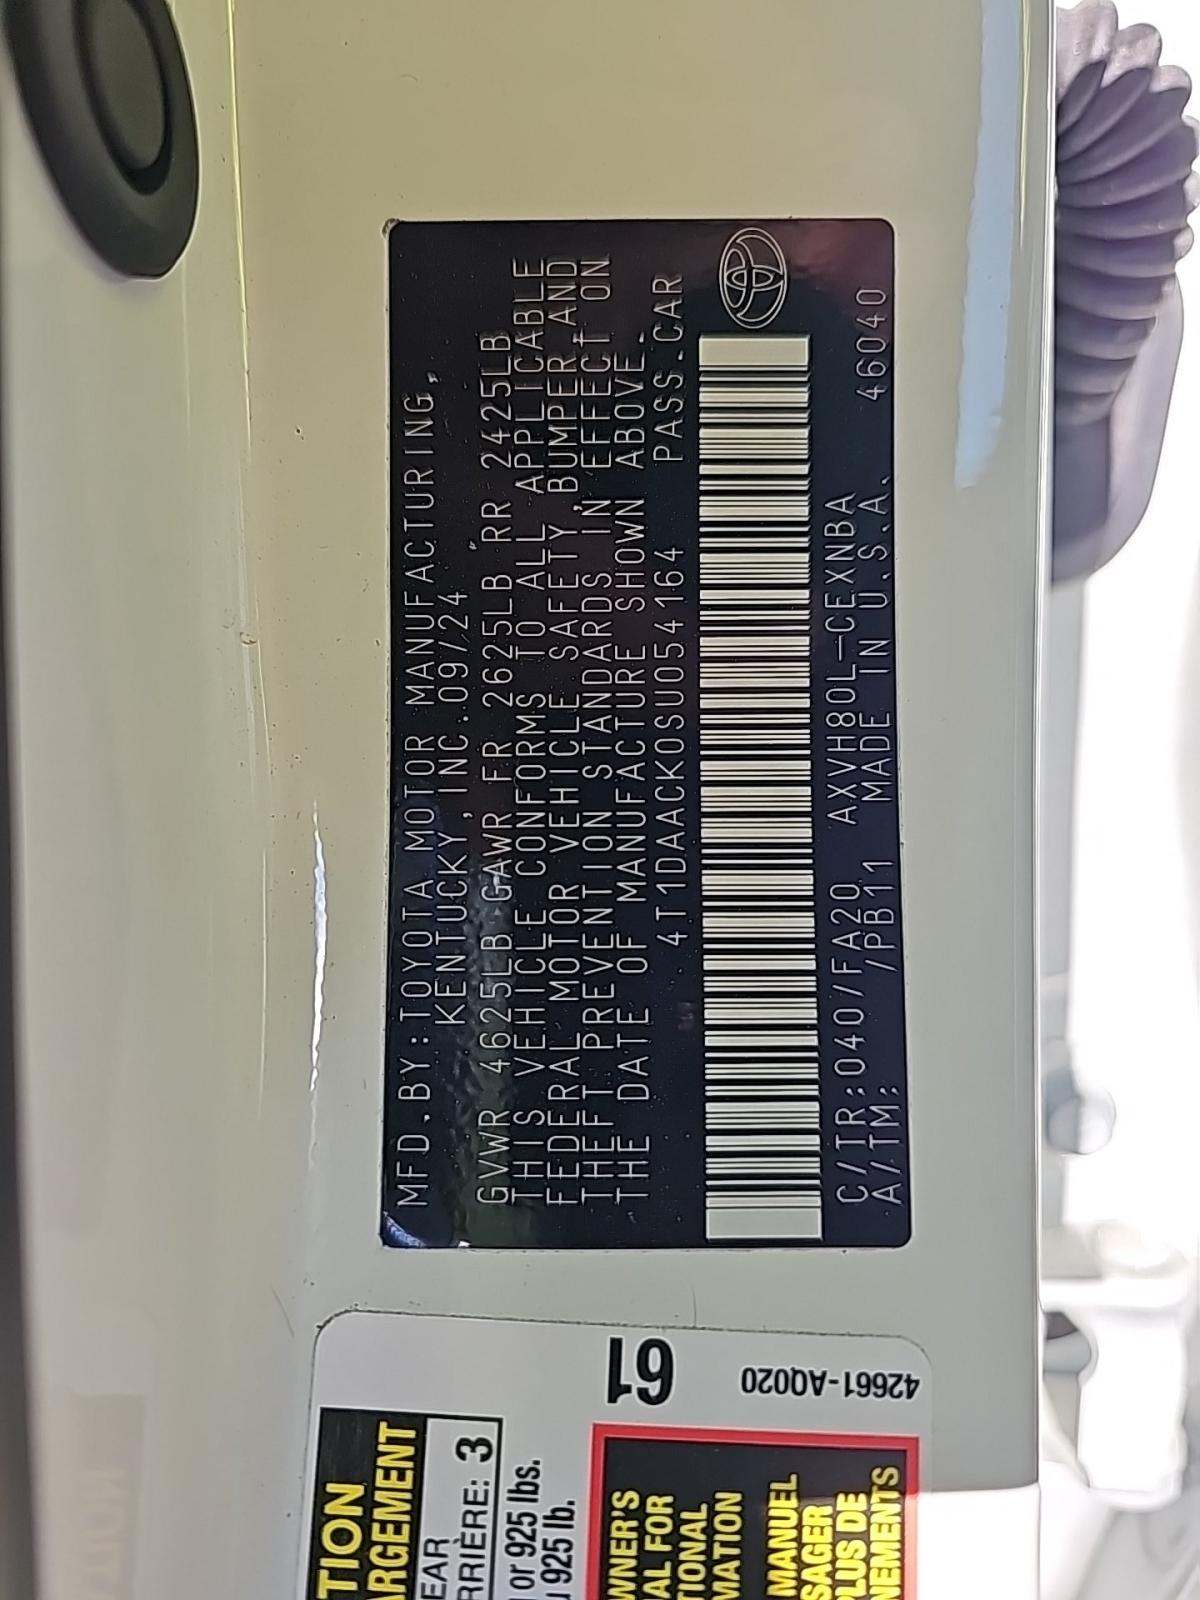 MFD.BY:TOYOTA MOTOR MANUFACTURING,
KENTUCKY,INC.09/24
GVWR 4625LB GAWR FR 2625LB RR 2425LB
THIS VEHICLE CONFORMS TO ALL APPLICABLE
FEDERAL MOTOR VEHICLE SAFETY,BUMPER AND
THEFT PREVENTION STANDARDS IN EFFECT ON
THE DATE OF MANUFACTURE SHOWN ABOVE.
4T1DAACK0SU054164 PASS.CAR
C/TR:040/FA20 AXVH80L-CEXNBA 46040
A/TM: /PB11 MADE IN U.S.A.
61
42661-AQ020
TION
ARGEMENT
EAR
RRIÈRE: 3
or 925 lbs.
925 lb.
WNER'S
AL FOR
TIONAL
MATION
MANUEL
SAGER
PLUS DE
NEMENTS